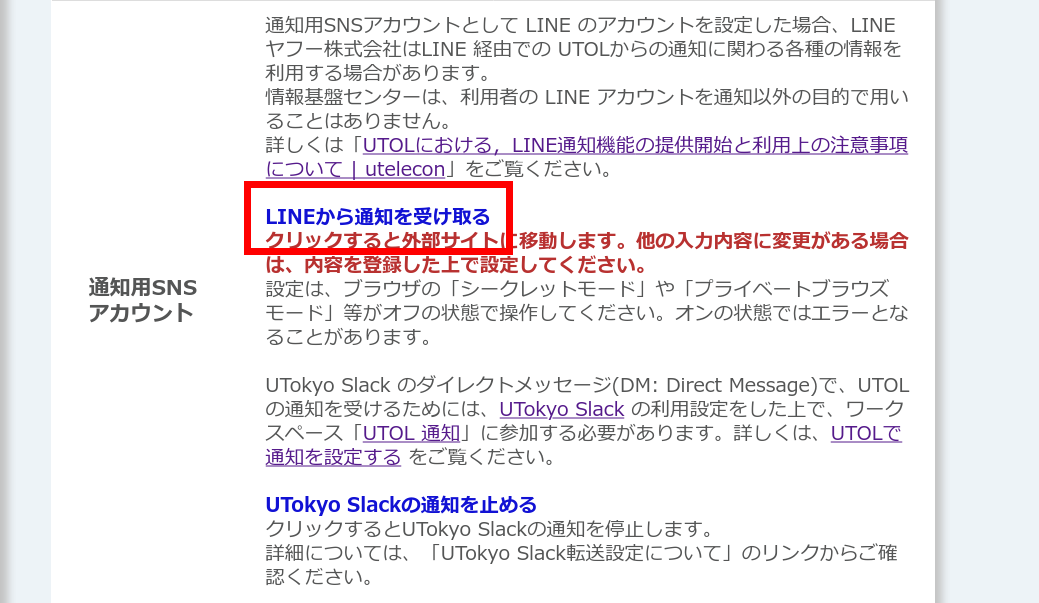 通知用SNSアカウントとして LINE のアカウントを設定した場合、LINE
ヤフー株式会社はLINE 経由での UTOLからの通知に関わる各種の情報を
利用する場合があります。
情報基盤センターは、利用者の LINE アカウントを通知以外の目的で用い
ることはありません。
詳しくは「UTOLにおける，LINE通知機能の提供開始と利用上の注意事項
について | utelecon」をご覧ください。
LINEから通知を受け取る
クリックすると外部サイトに移動します。他の入力内容に変更がある場合
は、内容を登録した上で設定してください。
通知用SNS
アカウント
設定は、ブラウザの「シークレットモード」や「プライベートブラウズ
モード」等がオフの状態で操作してください。オンの状態ではエラーとな
ることがあります。
UTokyo Slack のダイレクトメッセージ(DM: Direct Message)で、UTOL
の通知を受けるためには、UTokyo Slack の利用設定をした上で、ワーク
スペース「UTOL 通知」に参加する必要があります。詳しくは、UTOLで
通知を設定する をご覧ください。
UTokyo Slackの通知を止める
クリックするとUTokyo Slackの通知を停止します。
詳細については、「UTokyo Slack転送設定について」のリンクからご確
認ください。